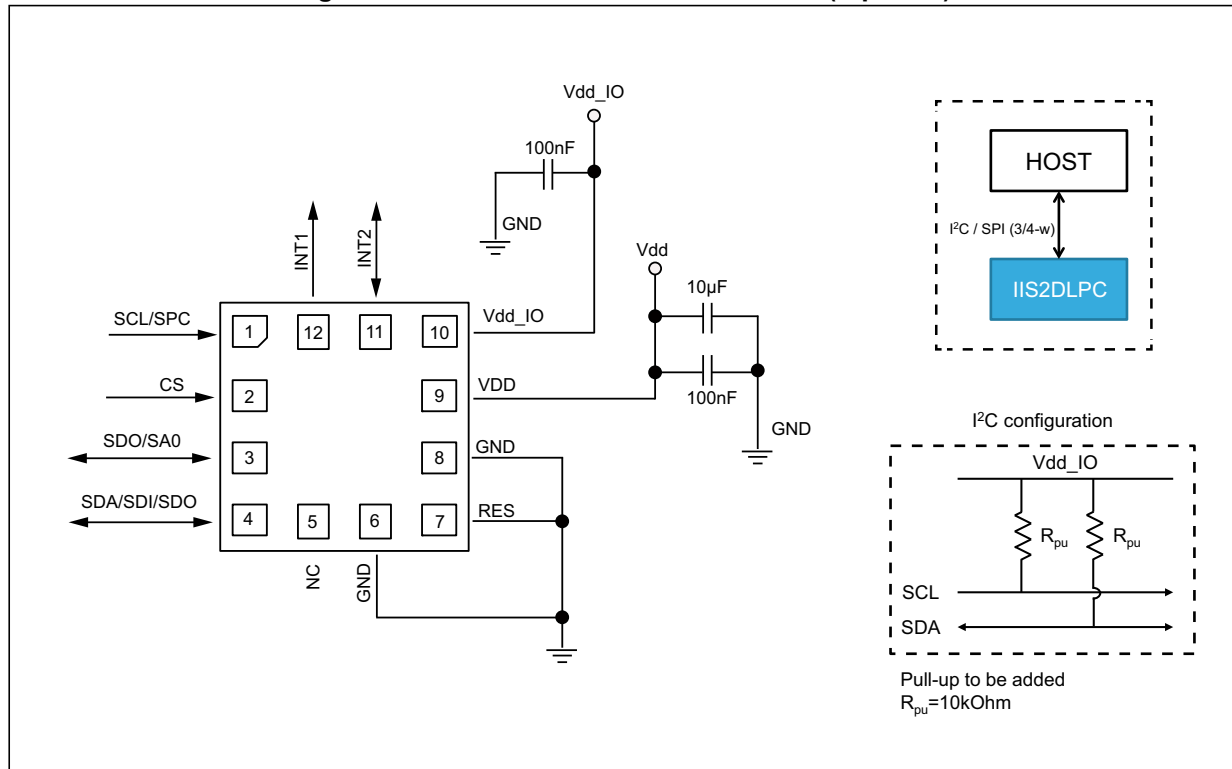 Vdd_IO
100nF
GND
INT1
INT2
Vdd
10µF
100nF
GND
SCL/SPC
CS
SDO/SA0
SDA/SDI/SDO
1
12
11
10
2
9
3
8
4
5
6
7
Vdd_IO
VDD
GND
RES
NC
GND
HOST
I²C / SPI (3/4-w)
IIS2DLPC
I²C configuration
Vdd_IO
Rpu
Rpu
SCL
SDA
Pull-up to be added
Rpu=10kOhm